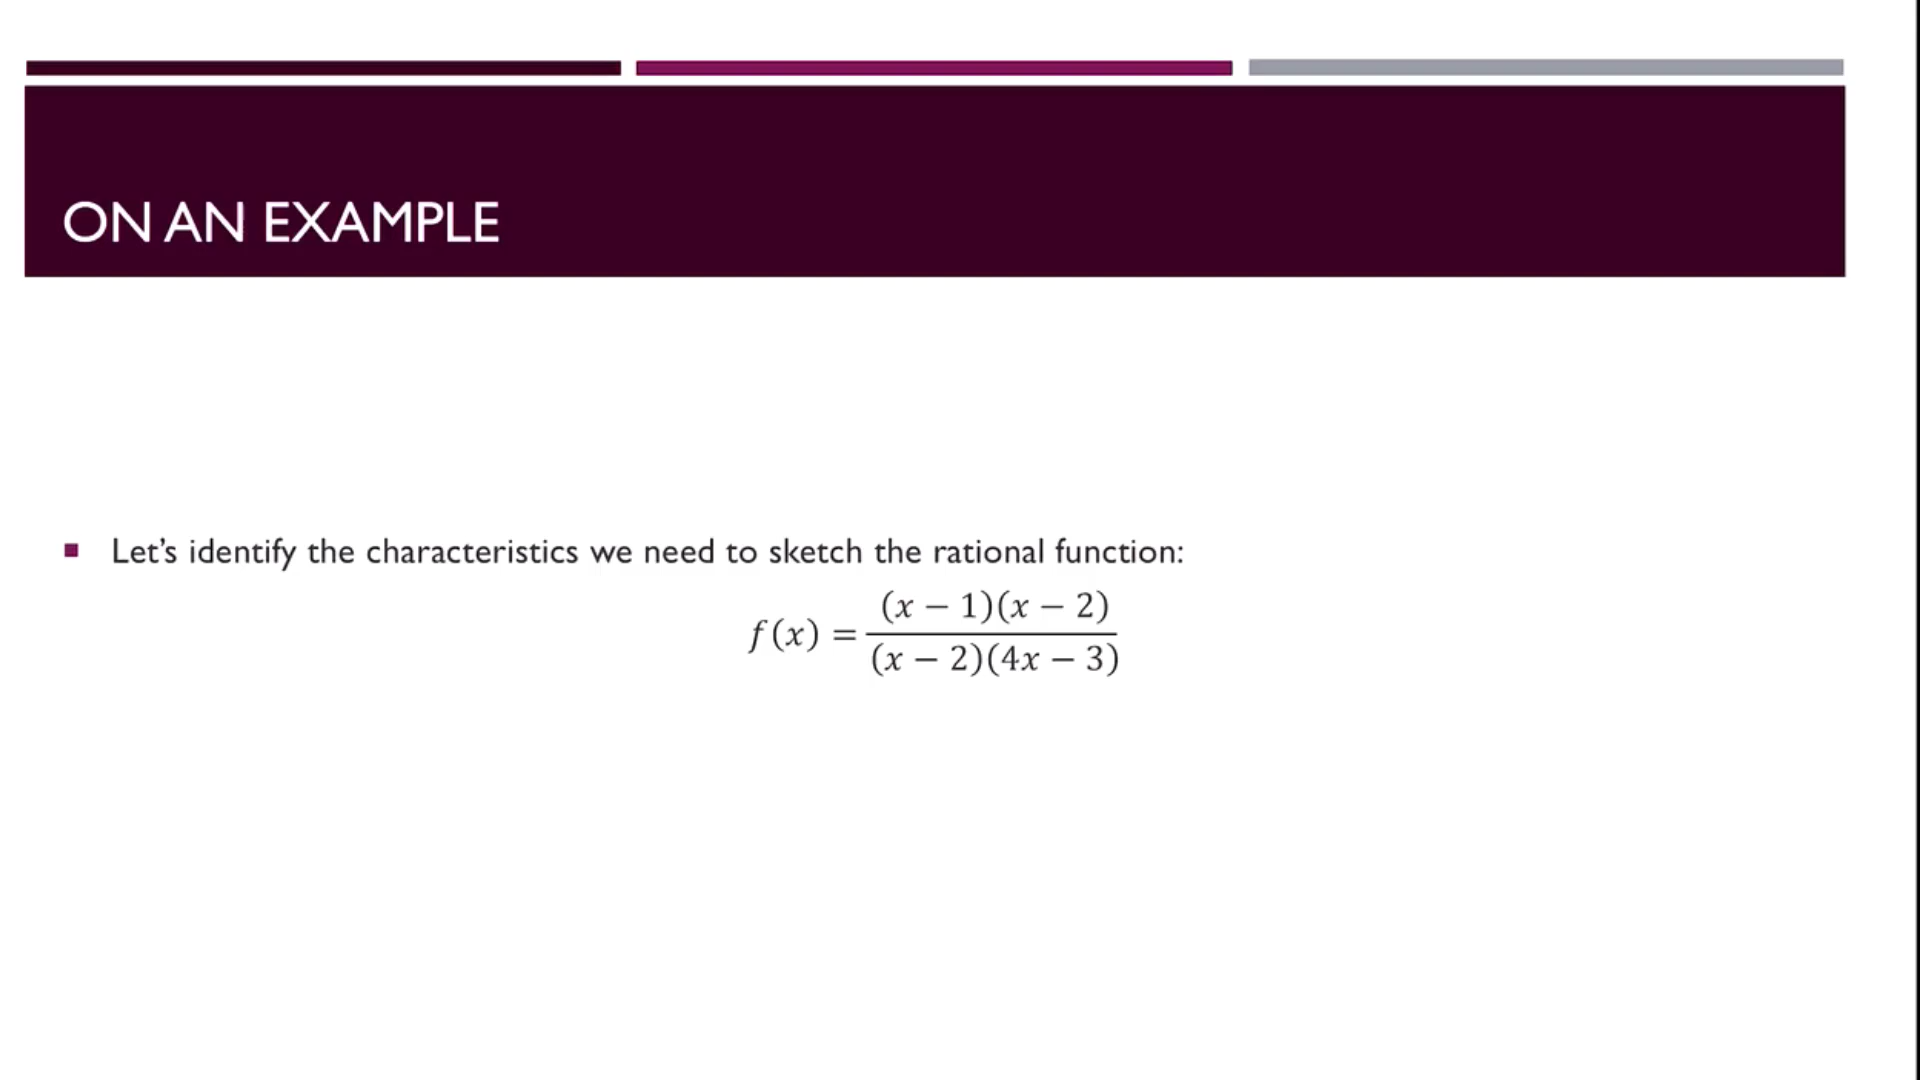 ON AN EXAMPLE
Let’s identify the characteristics we need to sketch the rational function:
f(x) = (x − 1)(x − 2) / (x − 2)(4x − 3)